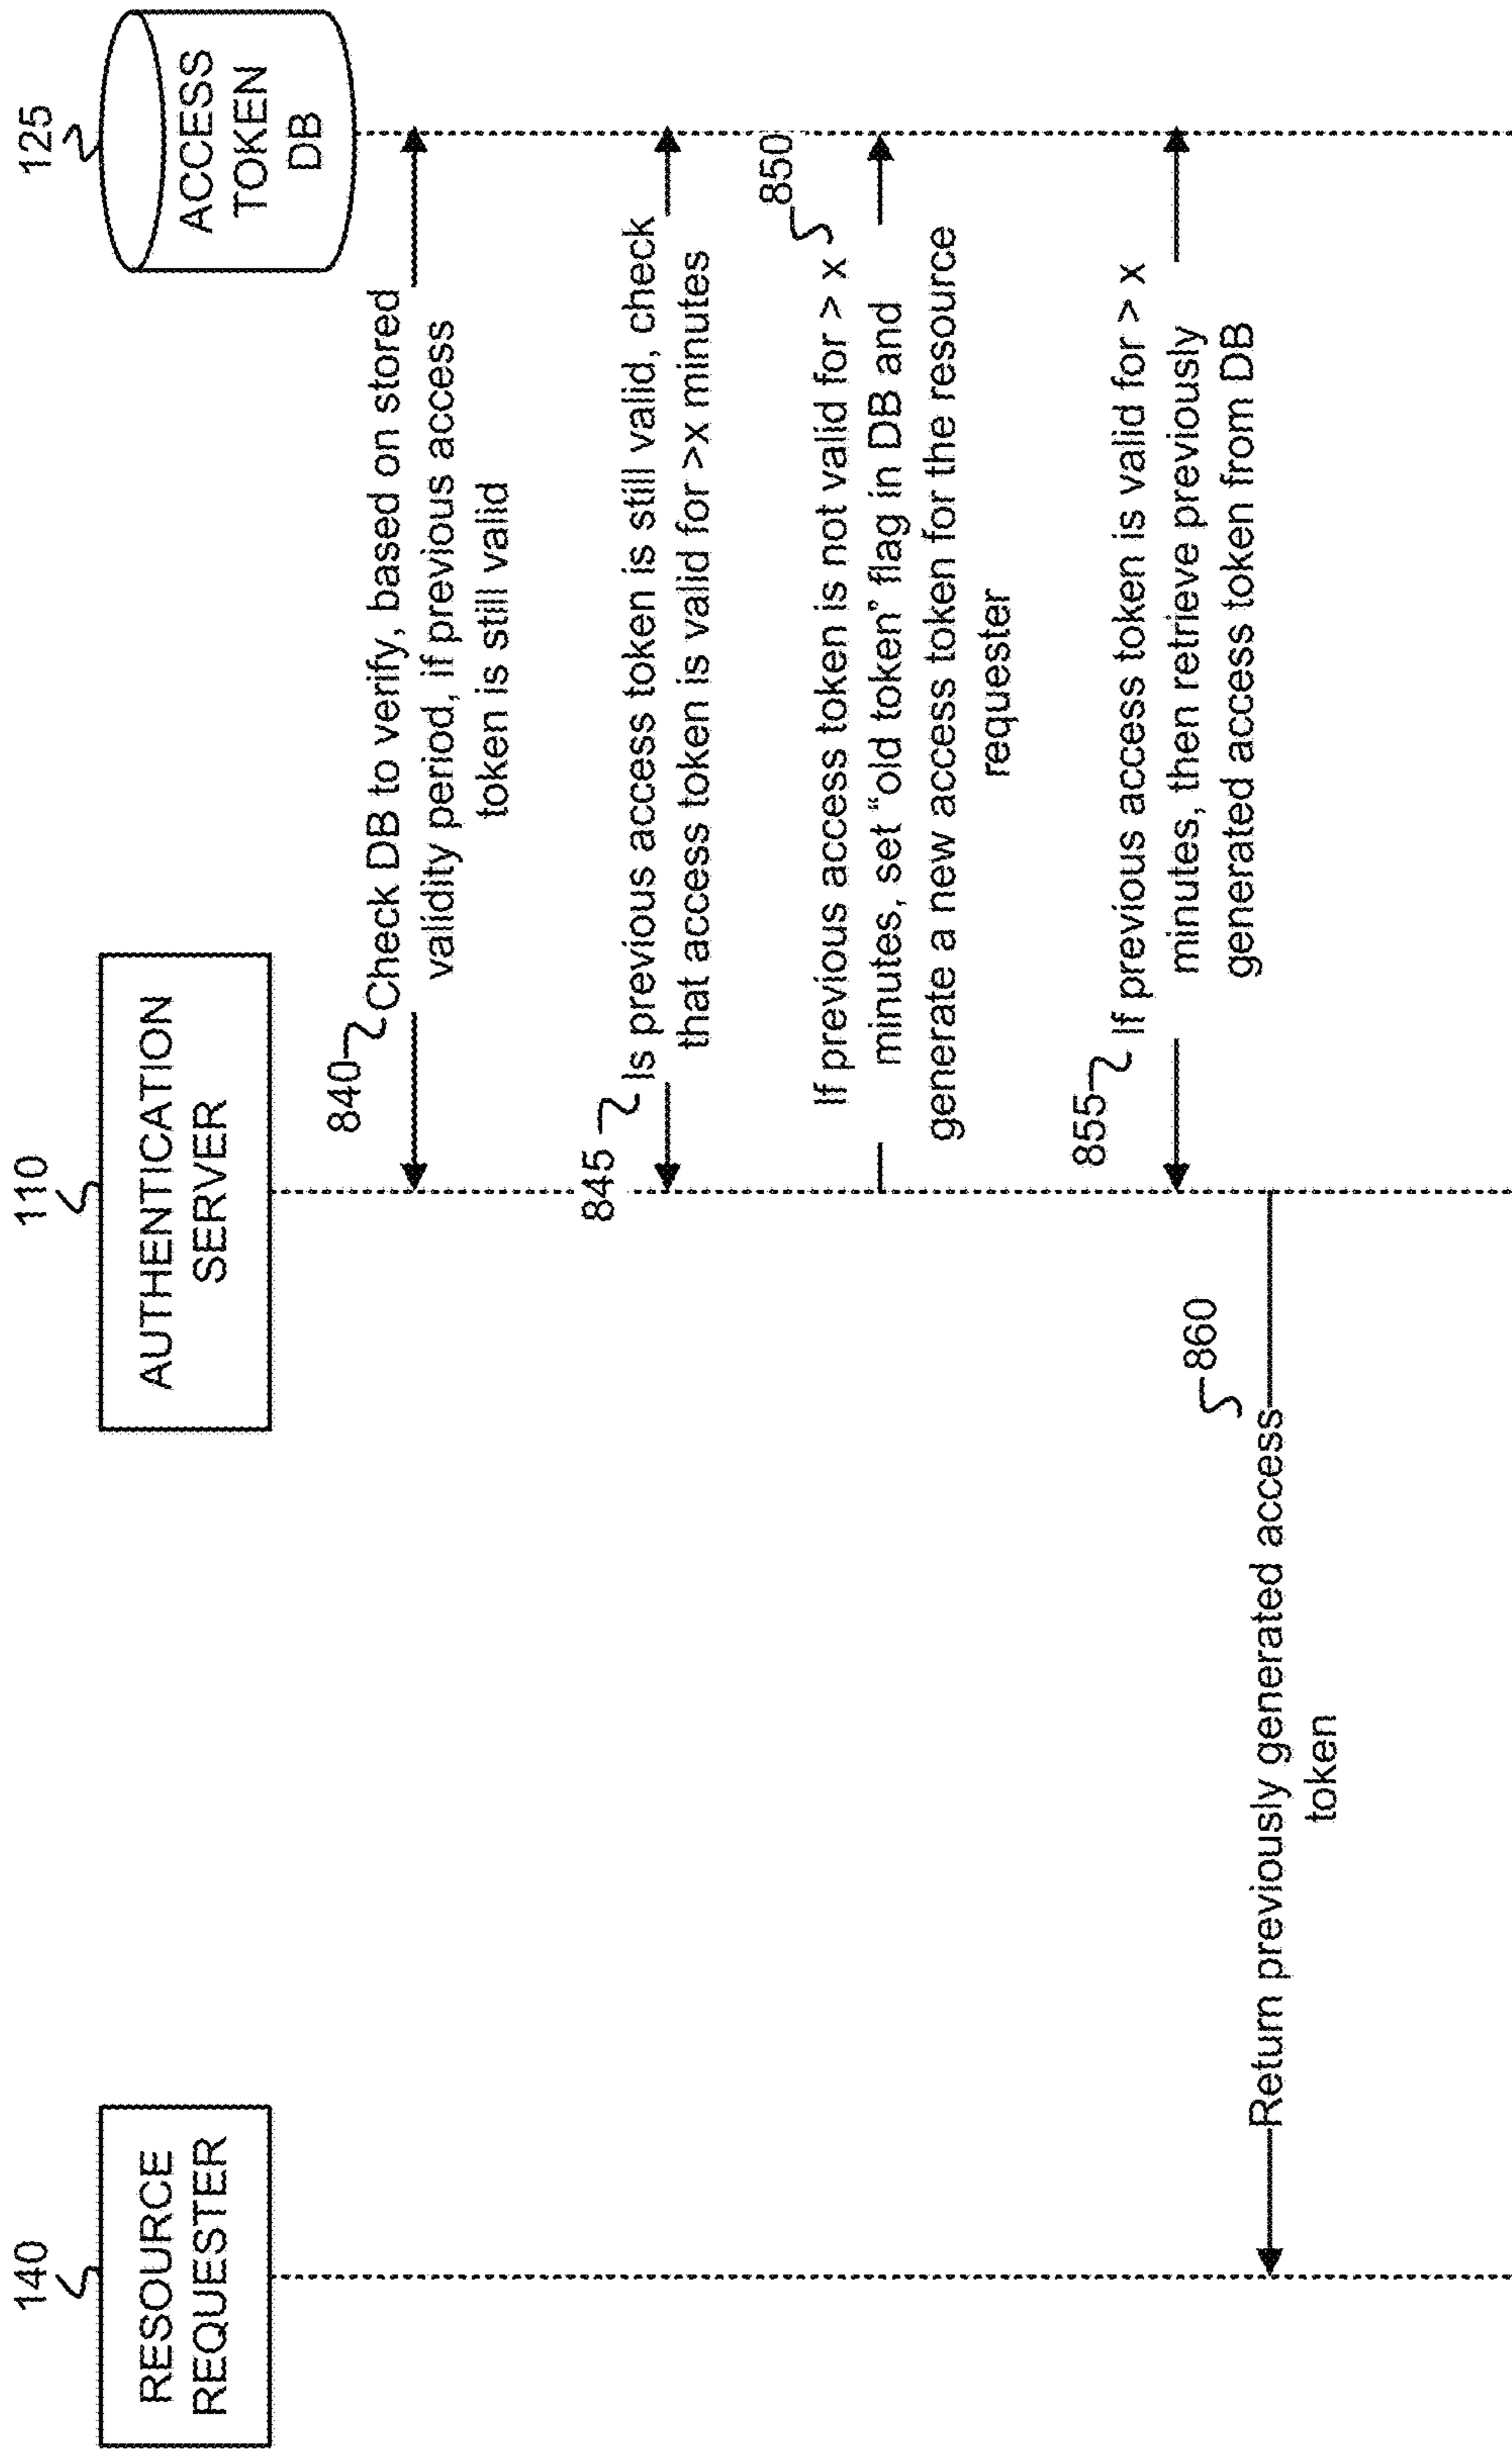 140
RESOURCE
REQUESTER
110
AUTHENTICATION
SERVER
125
ACCESS
TOKEN
DB
840
Check DB to verify, based on stored
validity period, if previous access
token is still valid
845
Is previous access token is still valid, check
that access token is valid for >x minutes
850
If previous access token is not valid for > x
minutes, set “old token” flag in DB and
generate a new access token for the resource
requester
855
If previous access token is valid for > x
minutes, then retrieve previously
generated access token from DB
860
Return previously generated access
token